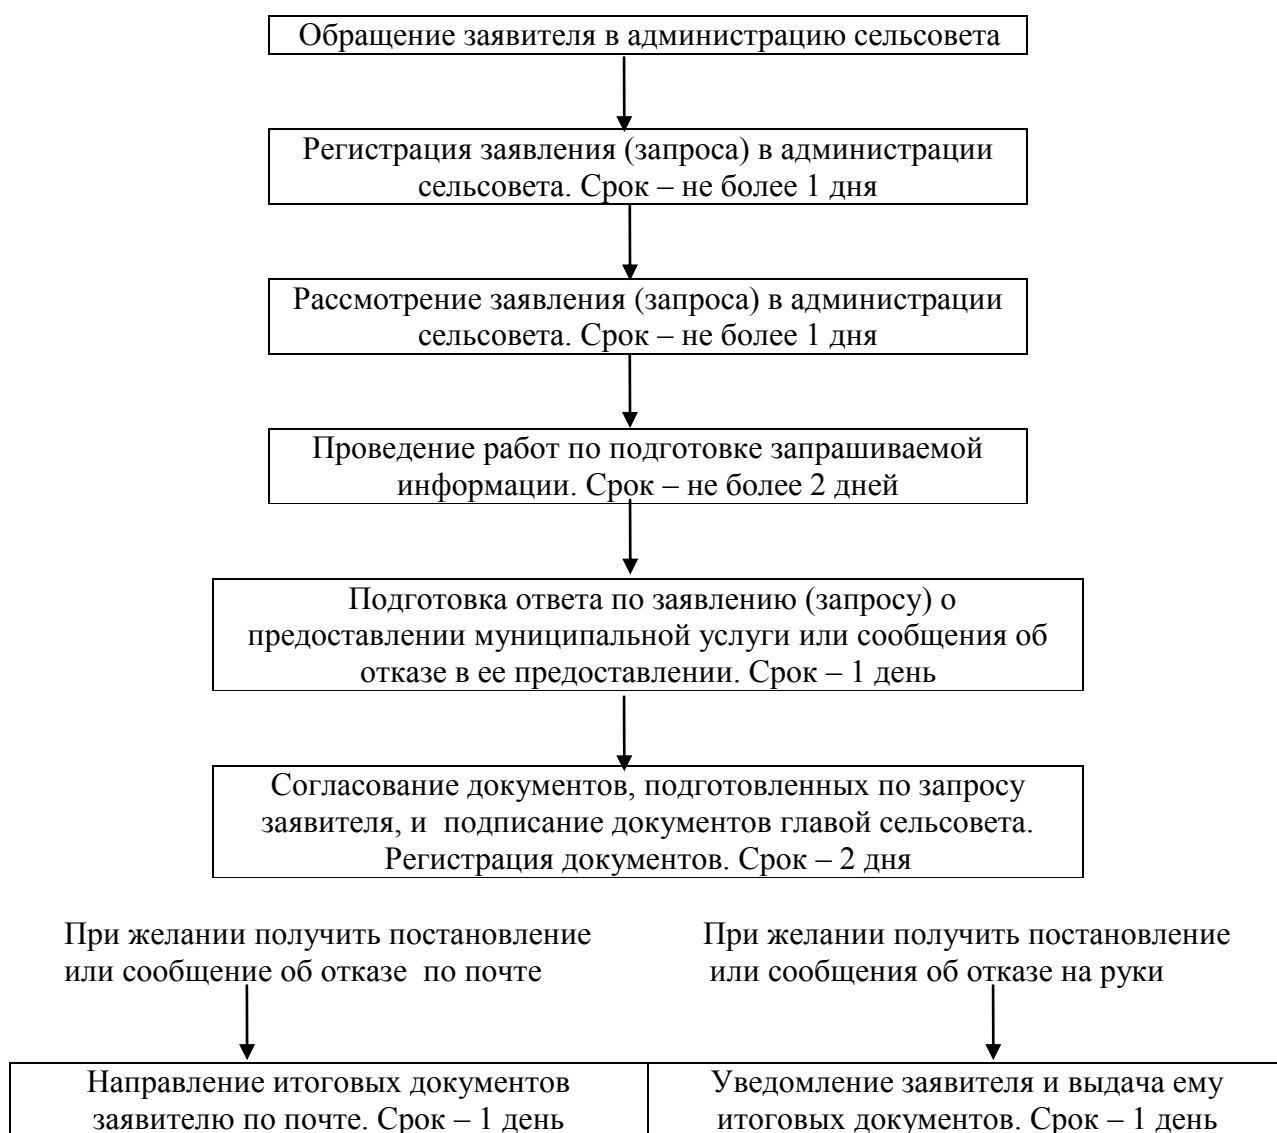 Обращение заявителя в администрацию сельсовета
Регистрация заявления (запроса) в администрации
сельсовета. Срок – не более 1 дня
Рассмотрение заявления (запроса) в администрации
сельсовета. Срок – не более 1 дня
Проведение работ по подготовке запрашиваемой
информации. Срок – не более 2 дней
Подготовка ответа по заявлению (запросу) о
предоставлении муниципальной услуги или сообщения об
отказе в ее предоставлении. Срок – 1 день
Согласование документов, подготовленных по запросу
заявителя, и подписание документов главой сельсовета.
Регистрация документов. Срок – 2 дня
При желании получить постановление
или сообщение об отказе по почте
При желании получить постановление
или сообщения об отказе на руки
Направление итоговых документов
заявителю по почте. Срок – 1 день
Уведомление заявителя и выдача ему
итоговых документов. Срок – 1 день